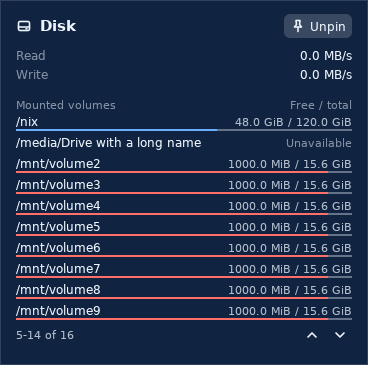 Disk Unpin
Read 0.0 MB/s
Write 0.0 MB/s
Mounted volumes Free / total
/nix 48.0 GiB / 120.0 GiB
/media/Drive with a long name Unavailable
/mnt/volume2 1000.0 MiB / 15.6 GiB
/mnt/volume3 1000.0 MiB / 15.6 GiB
/mnt/volume4 1000.0 MiB / 15.6 GiB
/mnt/volume5 1000.0 MiB / 15.6 GiB
/mnt/volume6 1000.0 MiB / 15.6 GiB
/mnt/volume7 1000.0 MiB / 15.6 GiB
/mnt/volume8 1000.0 MiB / 15.6 GiB
/mnt/volume9 1000.0 MiB / 15.6 GiB
5-14 of 16